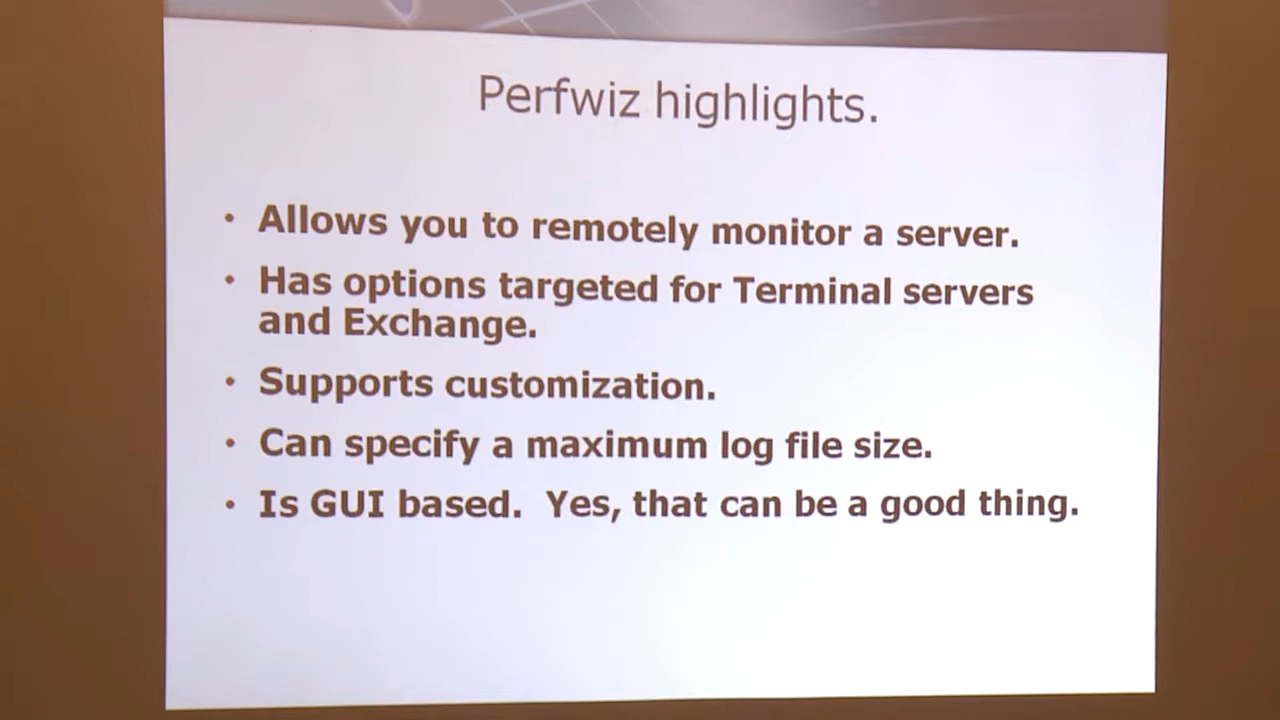 Perfwiz highlights.
• Allows you to remotely monitor a server.
• Has options targeted for Terminal servers
and Exchange.
• Supports customization.
• Can specify a maximum log file size.
• Is GUI based.  Yes, that can be a good thing.